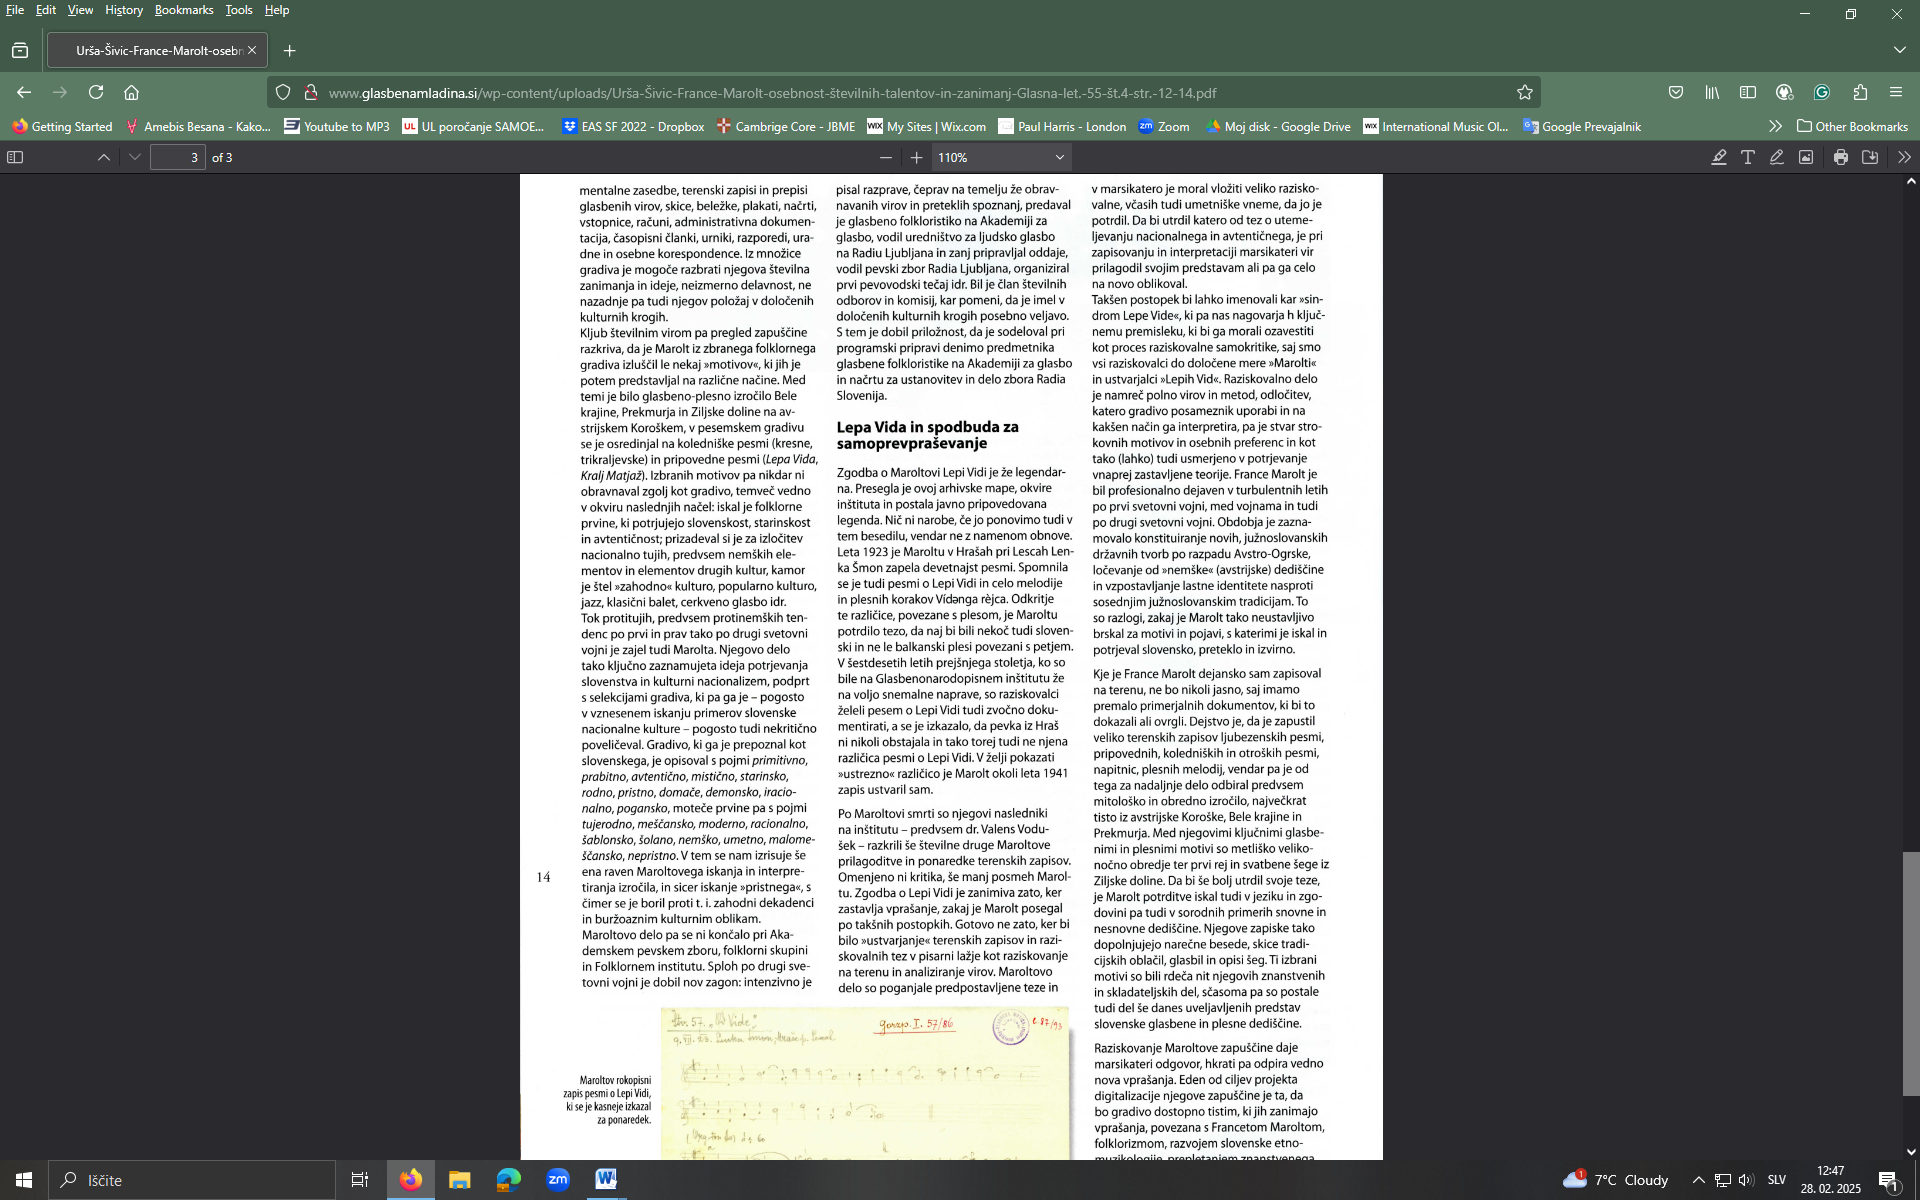 File Edit View History Bookmarks Tools Help
Urša-Šivic-France-Marolt-osebn
www.glasbenamladina.si/wp-content/uploads/Urša-Šivic-France-Marolt-osebnost-številnih-talentov-in-zanimanj-Glasna-let.-55-št.4-str.-12-14.pdf
Getting Started Amebis Besana - Kako... Youtube to MP3 UL poročanje SAMOE... EAS SF 2022 - Dropbox Cambrige Core - JBME My Sites | Wix.com Paul Harris - London Zoom Moj disk - Google Drive International Music Ol... Google Prevajalnik Other Bookmarks
3 of 3 110%
mentalne zasedbe, terenski zapisi in prepisi
glasbenih virov, skice, beležke, plakati, načrti,
vstopnice, računi, administrativna dokumen-
tacija, časopisni članki, urniki, razporedi, ura-
dne in osebne korespondence. Iz množice
gradiva je mogoče razbrati njegova številna
zanimanja in ideje, neizmerno delavnost, ne
nazadnje pa tudi njegov položaj v določenih
kulturnih krogih.
Kljub številnim virom pa pregled zapuščine
razkriva, da je Marolt iz zbranega folklornega
gradiva izluščil le nekaj »motivov«, ki jih je
potem predstavljal na različne načine. Med
temi je bilo glasbeno-plesno izročilo Bele
krajine, Prekmurja in Ziljske doline na av-
strijskem Koroškem, v pesemskem gradivu
se je osredinjal na koledniške pesmi (kresne,
trikraljevske) in pripovedne pesmi (Lepa Vida,
Kralj Matjaž). Izbranih motivov pa nikdar ni
obravnaval zgolj kot gradivo, temveč vedno
v okviru naslednjih načel: iskal je folklorne
prvine, ki potrjujejo slovenskost, starinskost
in avtentičnost; prizadeval si je za izločitev
nacionalno tujih, predvsem nemških ele-
mentov in elementov drugih kultur, kamor
je štel »zahodno« kulturo, popularno kulturo,
jazz, klasični balet, cerkveno glasbo idr.
Tok protitujih, predvsem protinemških ten-
denc po prvi in prav tako po drugi svetovni
vojni je zajel tudi Marolta. Njegovo delo
tako ključno zaznamujeta ideja potrjevanja
slovenstva in kulturni nacionalizem, podprt
s selekcijami gradiva, ki pa ga je – pogosto
v vznesenem iskanju primerov slovenske
nacionalne kulture – pogosto tudi nekritično
poveličeval. Gradivo, ki ga je prepoznal kot
slovenskega, je opisoval s pojmi primitivno,
prabitno, avtentično, mistično, starinsko,
rodno, pristno, domače, demonsko, iracio-
nalno, pogansko, moteče prvine pa s pojmi
tujerodno, meščansko, moderno, racionalno,
šablonsko, šolano, nemško, umetno, malome-
ščansko, nepristno. V tem se nam izrisuje še
ena raven Maroltovega iskanja in interpre-
tiranja izročila, in sicer iskanje »pristnega«, s
čimer se je boril proti t. i. zahodni dekadenci
in buržoaznim kulturnim oblikam.
Maroltovo delo pa se ni končalo pri Aka-
demskem pevskem zboru, folklorni skupini
in Folklornem institutu. Sploh po drugi sve-
tovni vojni je dobil nov zagon: intenzivno je
14
pisal razprave, čeprav na temelju že obrav-
navanih virov in preteklih spoznanj, predaval
je glasbeno folkloristiko na Akademiji za
glasbo, vodil uredništvo za ljudsko glasbo
na Radiu Ljubljana in zanj pripravljal oddaje,
vodil pevski zbor Radia Ljubljana, organiziral
prvi pevovodski tečaj idr. Bil je član številnih
odborov in komisij, kar pomeni, da je imel v
določenih kulturnih krogih posebno veljavo.
S tem je dobil priložnost, da je sodeloval pri
programski pripravi denimo predmetnika
glasbene folkloristike na Akademiji za glasbo
in načrtu za ustanovitev in delo zbora Radia
Slovenija.
Lepa Vida in spodbuda za
samoprevpraševanje
Zgodba o Maroltovi Lepi Vidi je že legendar-
na. Presegla je ovoj arhivske mape, okvire
inštituta in postala javno pripovedovana
legenda. Nič ni narobe, če jo ponovimo tudi v
tem besedilu, vendar ne z namenom obnove.
Leta 1923 je Maroltu v Hrašah pri Lescah Len-
ka Šmon zapela devetnajst pesmi. Spomnila
se je tudi pesmi o Lepi Vidi in celo melodije
in plesnih korakov Vídǝnga rèjca. Odkritje
te različice, povezane s plesom, je Maroltu
potrdilo tezo, da naj bi bili nekoč tudi sloven-
ski in ne le balkanski plesi povezani s petjem.
V šestdesetih letih prejšnjega stoletja, ko so
bile na Glasbenonarodopisnem inštitutu že
na voljo snemalne naprave, so raziskovalci
želeli pesem o Lepi Vidi tudi zvočno doku-
mentirati, a se je izkazalo, da pevka iz Hraš
ni nikoli obstajala in tako torej tudi ne njena
različica pesmi o Lepi Vidi. V želji pokazati
»ustrezno« različico je Marolt okoli leta 1941
zapis ustvaril sam.
Po Maroltovi smrti so njegovi nasledniki
na inštitutu – predvsem dr. Valens Vodu-
šek – razkrili še številne druge Maroltove
prilagoditve in ponaredke terenskih zapisov.
Omenjeno ni kritika, še manj posmeh Marol-
tu. Zgodba o Lepi Vidi je zanimiva zato, ker
zastavlja vprašanje, zakaj je Marolt posegal
po takšnih postopkih. Gotovo ne zato, ker bi
bilo »ustvarjanje« terenskih zapisov in razi-
skovalnih tez v pisarni lažje kot raziskovanje
na terenu in analiziranje virov. Maroltovo
delo so poganjale predpostavljene teze in
v marsikatero je moral vložiti veliko razisko-
valne, včasih tudi umetniške vneme, da jo je
potrdil. Da bi utrdil katero od tez o uteme-
ljevanju nacionalnega in avtentičnega, je pri
zapisovanju in interpretaciji marsikateri vir
prilagodil svojim predstavam ali pa ga celo
na novo oblikoval.
Takšen postopek bi lahko imenovali kar »sin-
drom Lepe Vide«, ki pa nas nagovarja h ključ-
nemu premisleku, ki bi ga morali ozavestiti
kot proces raziskovalne samokritike, saj smo
vsi raziskovalci do določene mere »Marolti«
in ustvarjalci »Lepih Vid«. Raziskovalno delo
je namreč polno virov in metod, odločitev,
katero gradivo posameznik uporabi in na
kakšen način ga interpretira, pa je stvar stro-
kovnih motivov in osebnih preferenc in kot
tako (lahko) tudi usmerjeno v potrjevanje
vnaprej zastavljene teorije. France Marolt je
bil profesionalno dejaven v turbulentnih letih
po prvi svetovni vojni, med vojnama in tudi
po drugi svetovni vojni. Obdobja je zazna-
movalo konstituiranje novih, južnoslovanskih
državnih tvorb po razpadu Avstro-Ogrske,
ločevanje od »nemške« (avstrijske) dediščine
in vzpostavljanje lastne identitete nasproti
sosednjim južnoslovanskim tradicijam. To
so razlogi, zakaj je Marolt tako neustavljivo
brskal za motivi in pojavi, s katerimi je iskal in
potrjeval slovensko, preteklo in izvirno.
Kje je France Marolt dejansko sam zapisoval
na terenu, ne bo nikoli jasno, saj imamo
premalo primerjalnih dokumentov, ki bi to
dokazali ali ovrgli. Dejstvo je, da je zapustil
veliko terenskih zapisov ljubezenskih pesmi,
pripovednih, koledniških in otroških pesmi,
napitnic, plesnih melodij, vendar pa je od
tega za nadaljnje delo odbiral predvsem
mitološko in obredno izročilo, največkrat
tisto iz avstrijske Koroške, Bele krajine in
Prekmurja. Med njegovimi ključnimi glasbe-
nimi in plesnimi motivi so metliško veliko-
nočno obredje ter prvi rej in svatbene šege iz
Ziljske doline. Da bi še bolj utrdil svoje teze,
je Marolt potrditve iskal tudi v jeziku in zgo-
dovini pa tudi v sorodnih primerih snovne in
nesnovne dediščine. Njegove zapiske tako
dopolnjujejo narečne besede, skice tradi-
cijskih oblačil, glasbil in opisi šeg. Ti izbrani
motivi so bili rdeča nit njegovih znanstvenih
in skladateljskih del, sčasoma pa so postale
tudi del še danes uveljavljenih predstav
slovenske glasbene in plesne dediščine.
Raziskovanje Maroltove zapuščine daje
marsikateri odgovor, hkrati pa odpira vedno
nova vprašanja. Eden od ciljev projekta
digitalizacije njegove zapuščine je ta, da
bo gradivo dostopno tistim, ki jih zanimajo
vprašanja, povezana s Francetom Maroltom,
folklorizmom, razvojem slovenske etno-
muzikologije, prepletanjem znanstvenega
Maroltov rokopisni
zapis pesmi o Lepi Vidi,
ki se je kasneje izkazal
za ponaredek.
57.
I. 57/86
Iščite
1
7°C Cloudy
SLV
12:47
28. 02. 2025
1